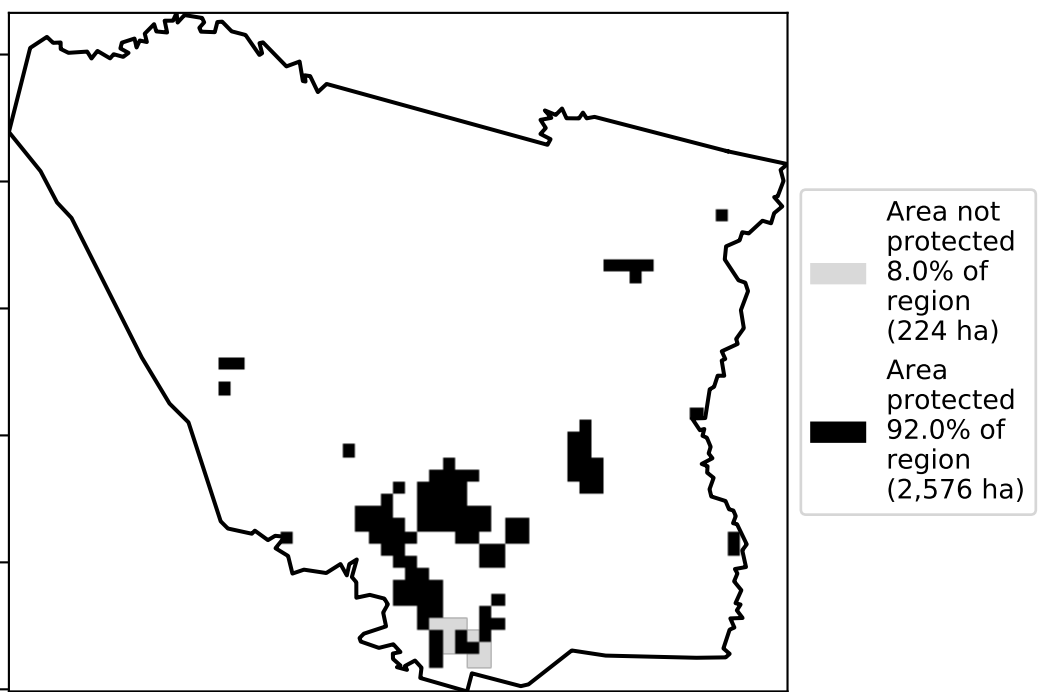 Area not
protected
8.0% of
region
(224 ha)
Area
protected
92.0% of
region
(2,576 ha)